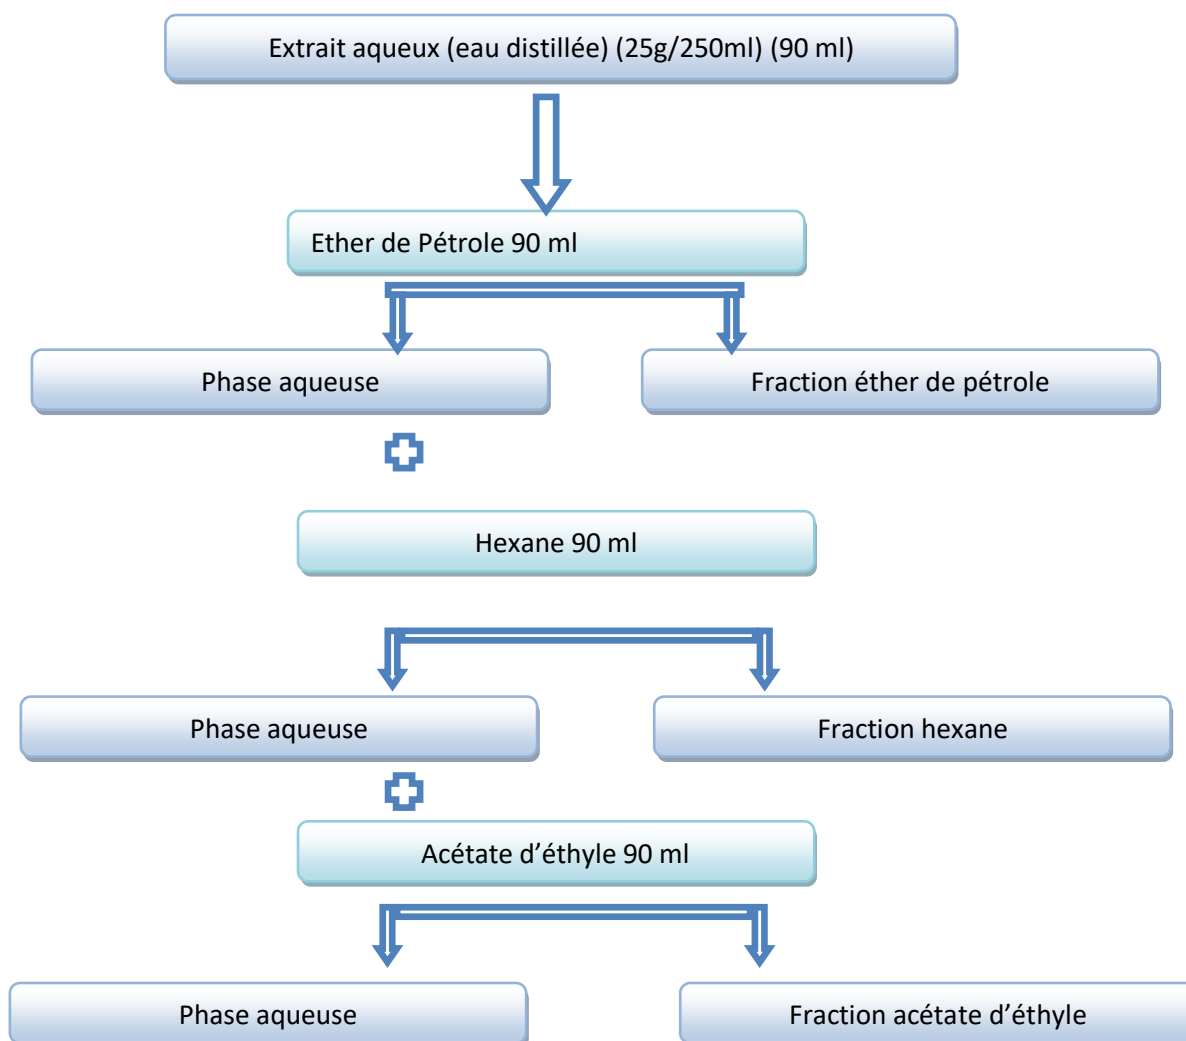 Extrait aqueux (eau distillée) (25g/250ml) (90 ml)
Ether de Pétrole 90 ml
Phase aqueuse
Fraction éther de pétrole
Hexane 90 ml
Phase aqueuse
Fraction hexane
Acétate d’éthyle 90 ml
Phase aqueuse
Fraction acétate d’éthyle